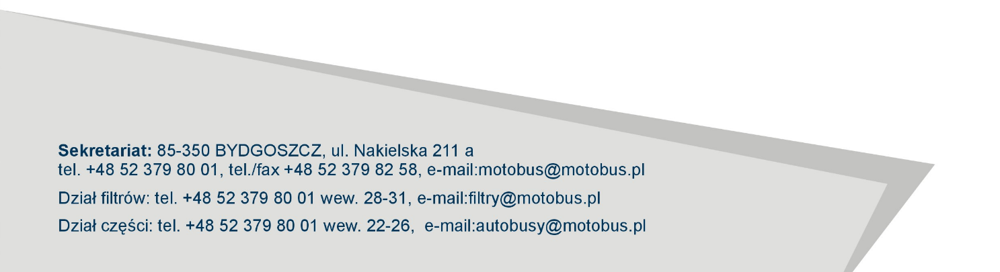 Sekretariat: 85-350 BYDGOSZCZ, ul. Nakielska 211 a
tel. +48 52 379 80 01, tel./fax +48 52 379 82 58, e-mail:motobus@motobus.pl
Dział filtrów: tel. +48 52 379 80 01 wew. 28-31, e-mail:filtry@motobus.pl
Dział części: tel. +48 52 379 80 01 wew. 22-26,  e-mail:autobusy@motobus.pl